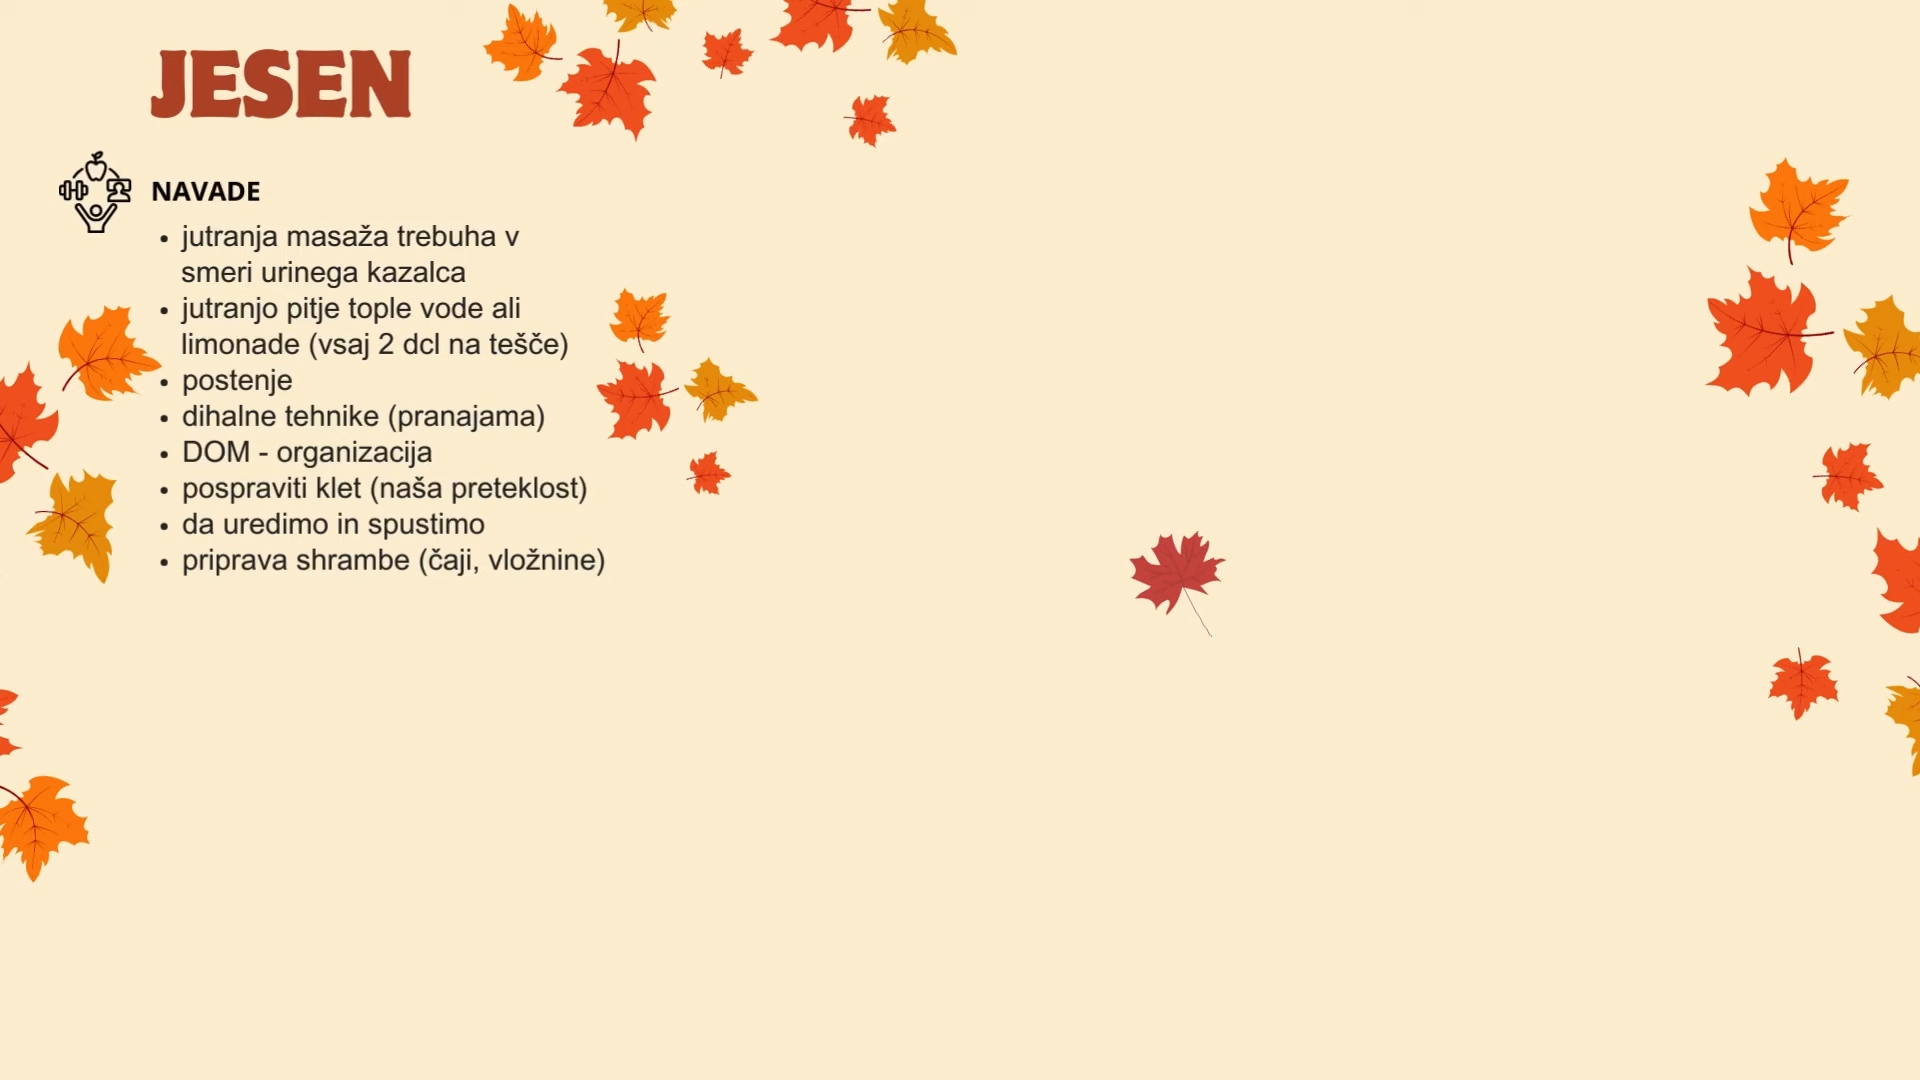 JESEN
NAVADE
• jutranja masaža trebuha v
smeri urinega kazalca
• jutranjo pitje tople vode ali
limonade (vsaj 2 dcl na tešče)
• postenje
• dihalne tehnike (pranajama)
• DOM - organizacija
• pospraviti klet (naša preteklost)
• da uredimo in spustimo
• priprava shrambe (čaji, vložnine)